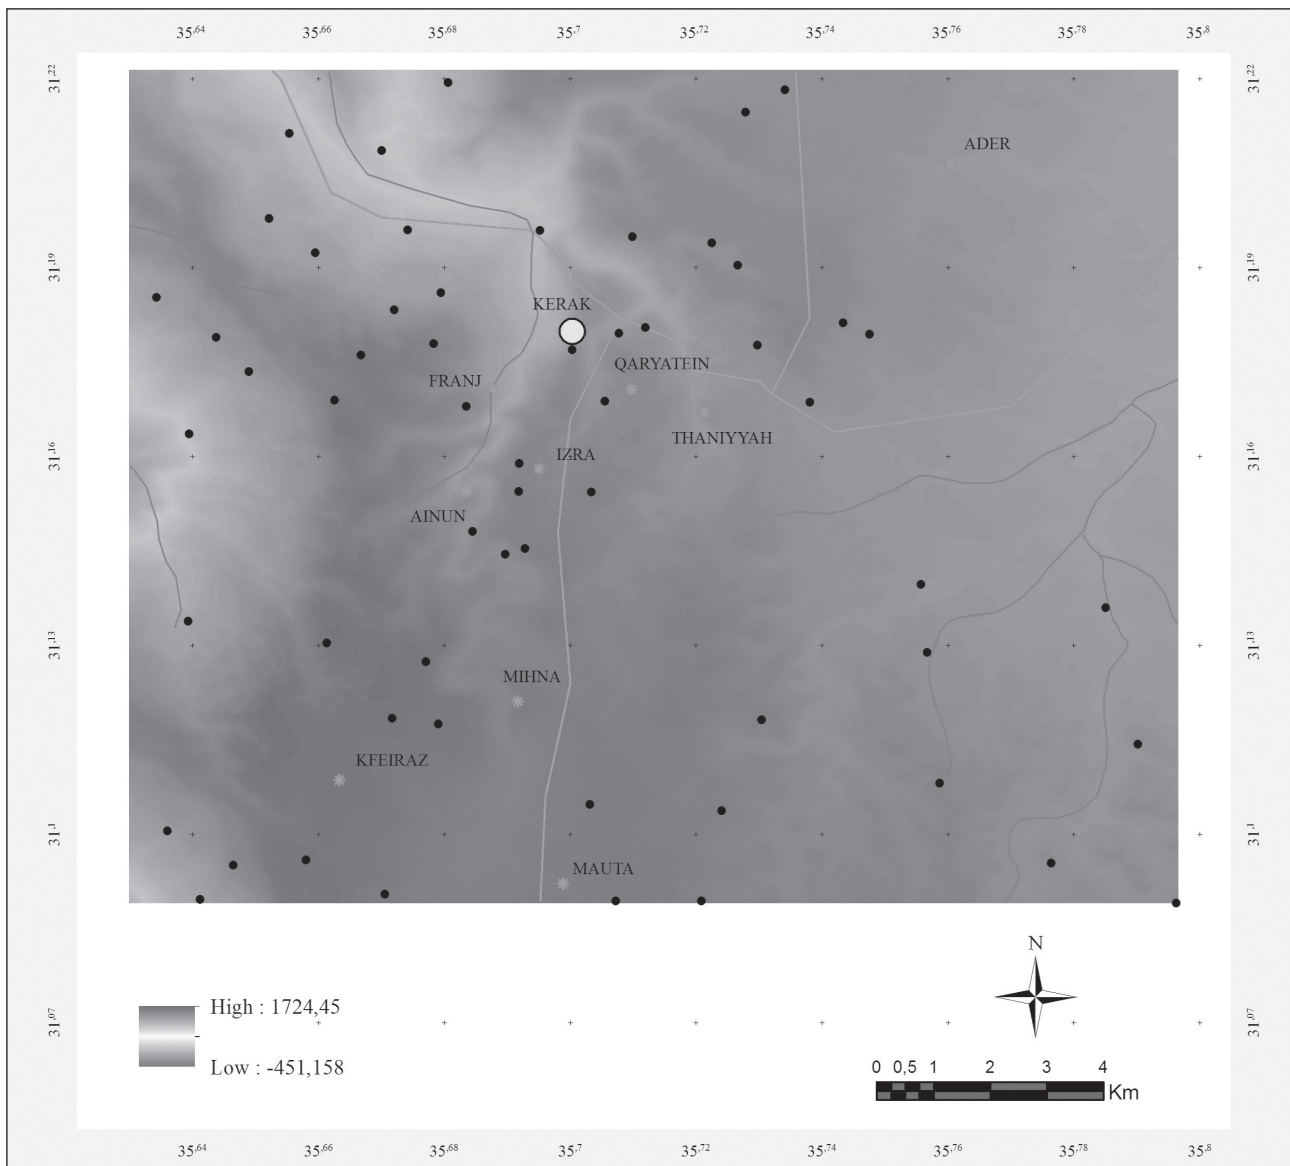 35,64 35,66 35,68 35,7 35,72 35,74 35,76 35,78 35,8
31,22 31,22
ADER
31,19 31,19
KERAK
QARYATEIN
FRANJ
THANIYYAH
IZRA
31,16 31,16
AINUN
31,13 31,13
MIHNA
KFEIRAZ
31,1 31,1
MAUTA
N
High : 1724,45
31,07 31,07
Low : -451,158
0 0,5 1 2 3 4
Km
35,64 35,66 35,68 35,7 35,72 35,74 35,76 35,78 35,8